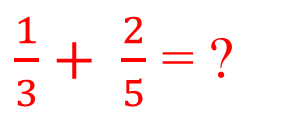 1/3 + 2/5 = ?